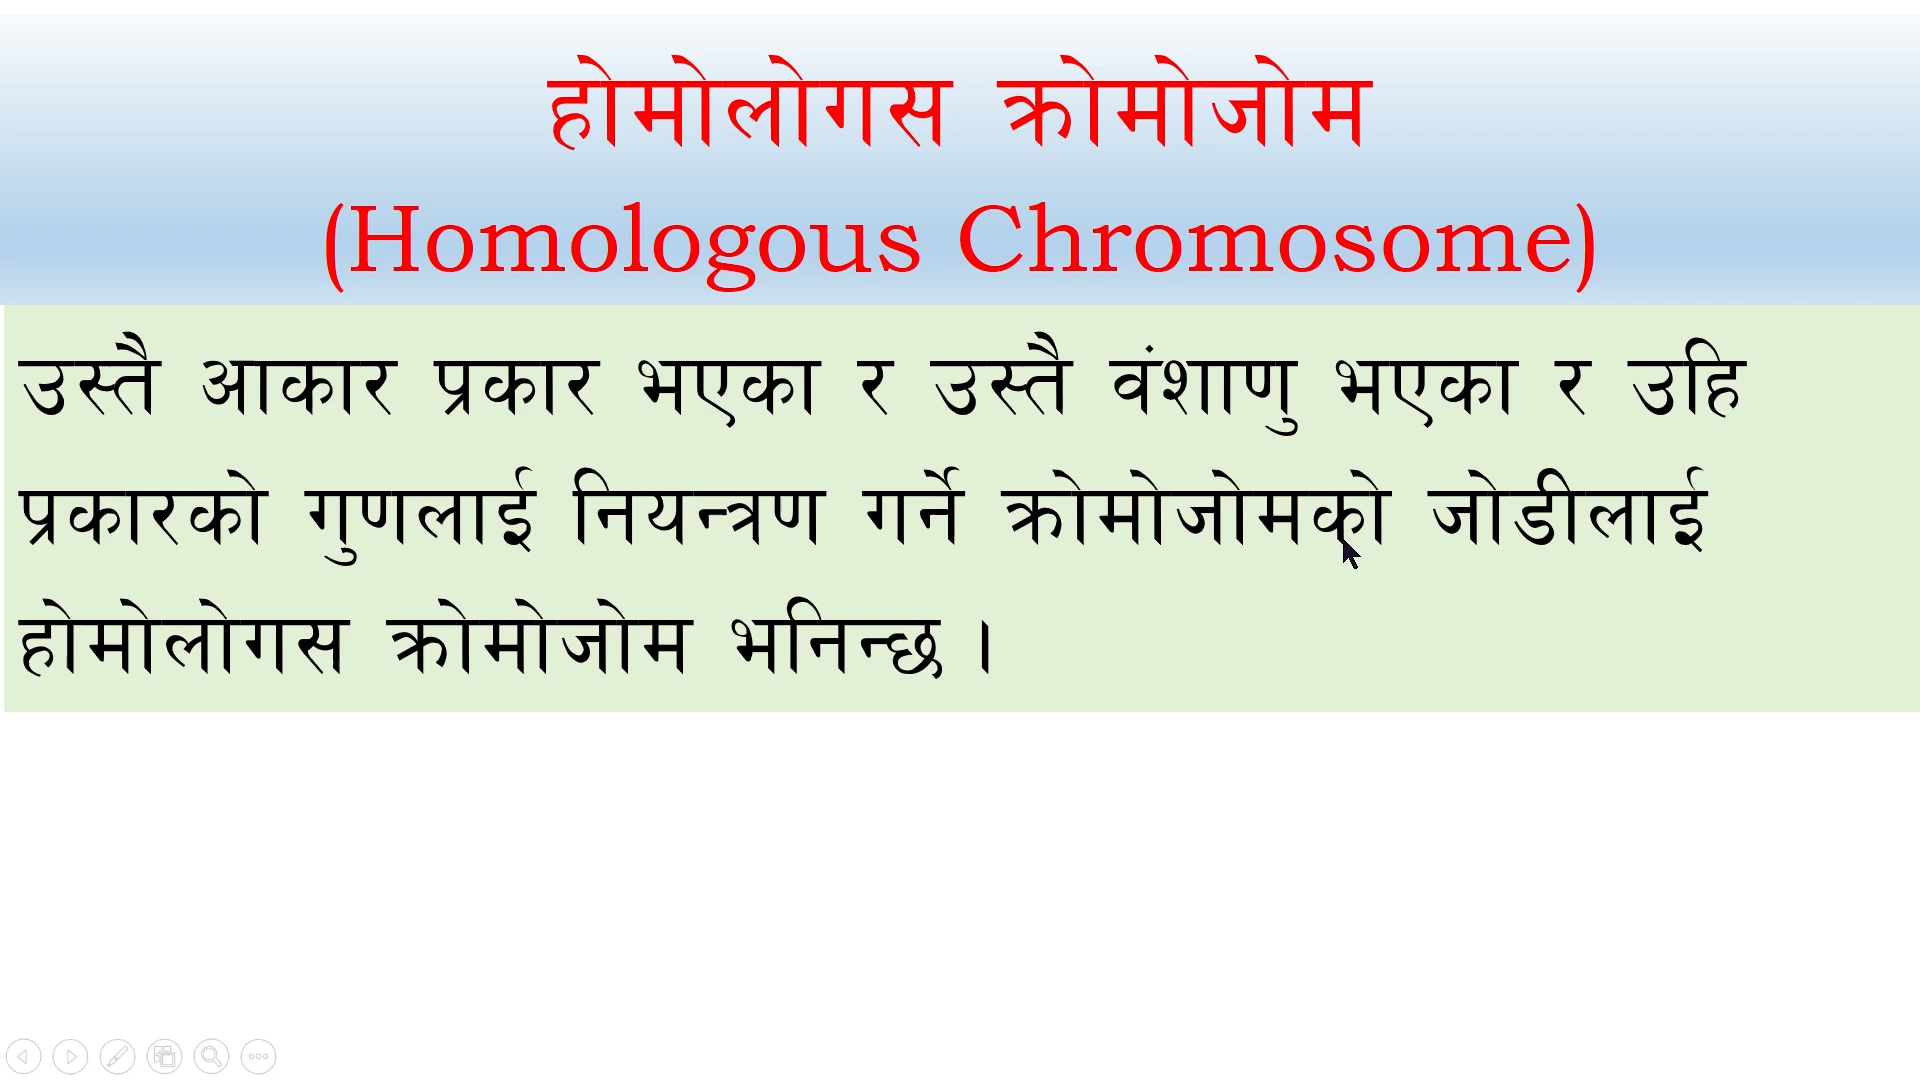 होमोलोगस क्रोमोजोम
(Homologous Chromosome)
उस्तै आकार प्रकार भएका र उस्तै वंशाणु भएका र उहि
प्रकारको गुणलाई नियन्त्रण गर्ने क्रोमोजोमको जोडीलाई
होमोलोगस क्रोमोजोम भनिन्छ ।